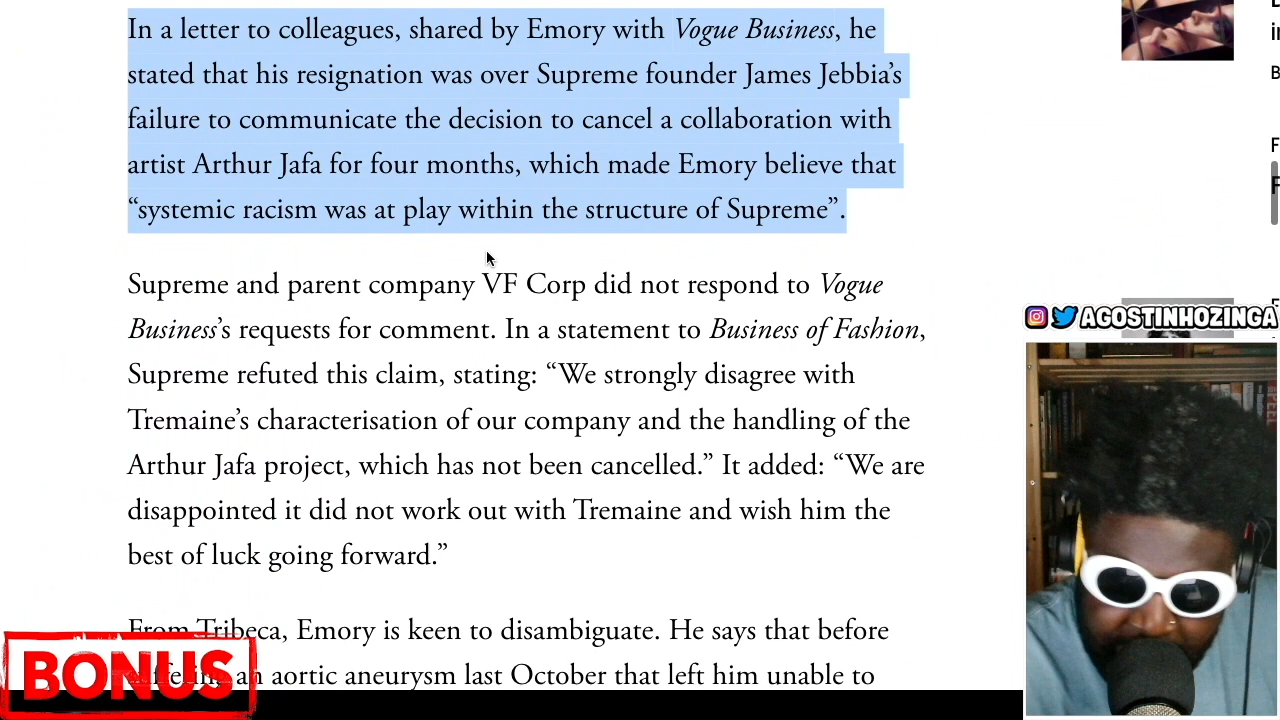 In a letter to colleagues, shared by Emory with Vogue Business, he
stated that his resignation was over Supreme founder James Jebbia’s
failure to communicate the decision to cancel a collaboration with
artist Arthur Jafa for four months, which made Emory believe that
“systemic racism was at play within the structure of Supreme”.
Supreme and parent company VF Corp did not respond to Vogue
Business’s requests for comment. In a statement to Business of Fashion,
Supreme refuted this claim, stating: “We strongly disagree with
Tremaine’s characterisation of our company and the handling of the
Arthur Jafa project, which has not been cancelled.” It added: “We are
disappointed it did not work out with Tremaine and wish him the
best of luck going forward.”
From Tribeca, Emory is keen to disambiguate. He says that before
suffering an aortic aneurysm last October that left him unable to
BONUS
AGOSTINHOZINGA